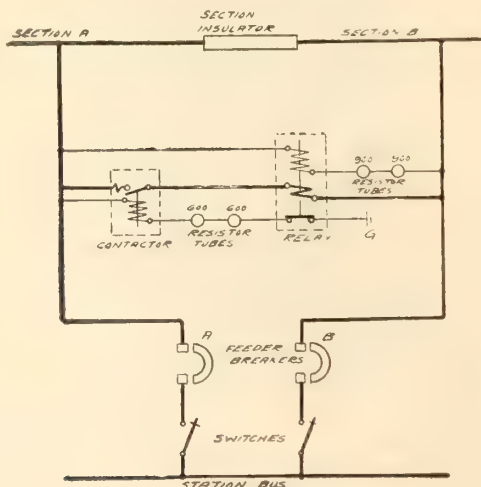 SECTION
INSULATOR
SECTION A
SECTION B
900 900
RESISTOR
TUBES
600 600
RESISTOR
TUBES
CONTACTOR
RELAY
G
A
B
FEEDER
BREAKERS
SWITCHES
STATION BUS